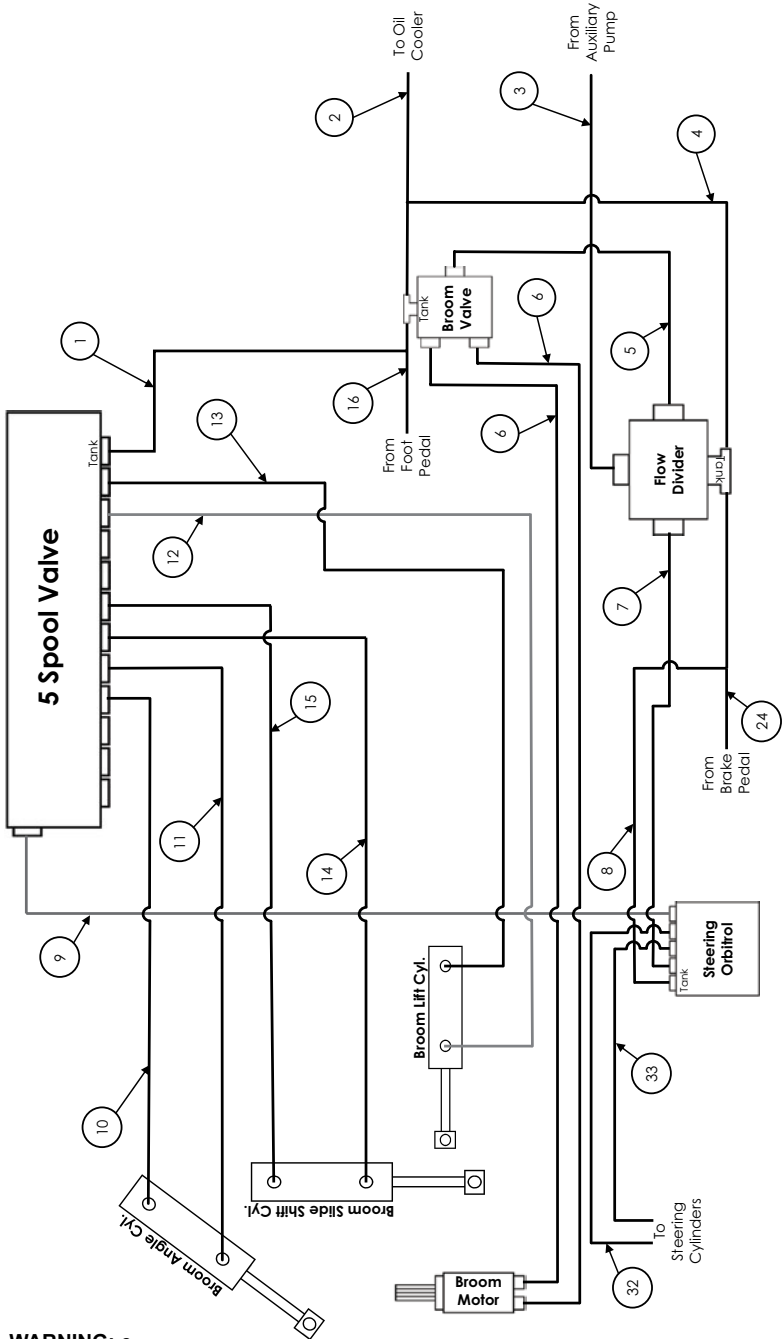 To Oil
Cooler
From
Auxiliary
Pump
2
3
4
1
Tank
Broom
Valve
6
5
16
From
Foot
Pedal
13
Tank
5 Spool Valve
12
6
Flow
Divider
Tank
7
15
24
From
Brake
Pedal
11
14
8
9
Steering
Orbitrol
Tank
Broom Lift Cyl.
33
10
Broom Slide Shift Cyl.
Broom Angle Cyl.
To
Steering
Cylinders
32
Broom
Motor
WARNING: